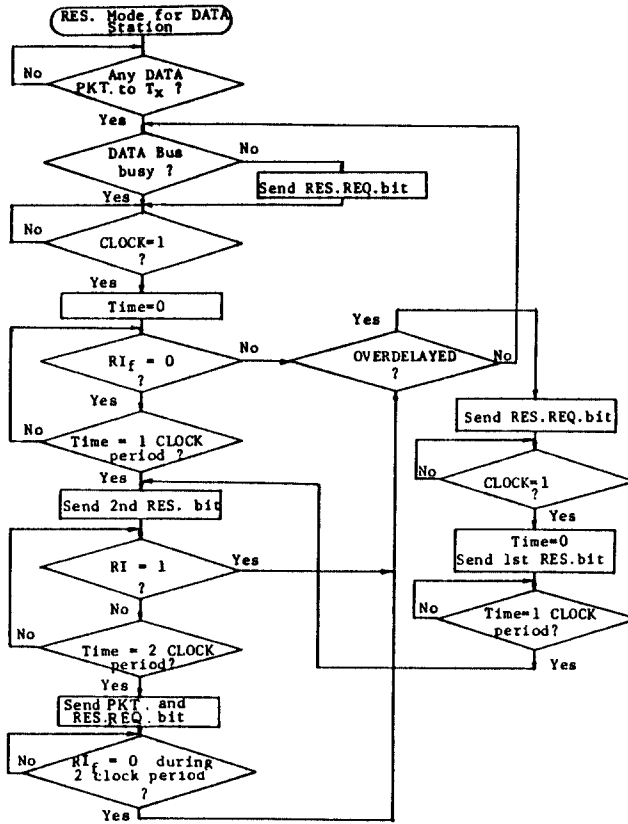 RES. Mode for DATA
Station
No
Any DATA
PKT. to Tx ?
Yes
No
DATA Bus
busy ?
Send RES.REQ.bit
Yes
No
CLOCK=1
?
Yes
Time=0
RIf = 0
?
No
Yes
OVERDELAYED
?
No
Yes
No
Time = 1 CLOCK
period ?
Yes
Send 2nd RES. bit
RI = 1
?
Yes
No
No
Time = 2 CLOCK
period?
Yes
Send PKT. and
RES.REQ. bit
No
RIf = 0 during
2 clock period
?
Yes
Send RES.REQ.bit
No
CLOCK=1
?
Yes
Time=0
Send 1st RES.bit
No
Time=1 CLOCK
period?
Yes